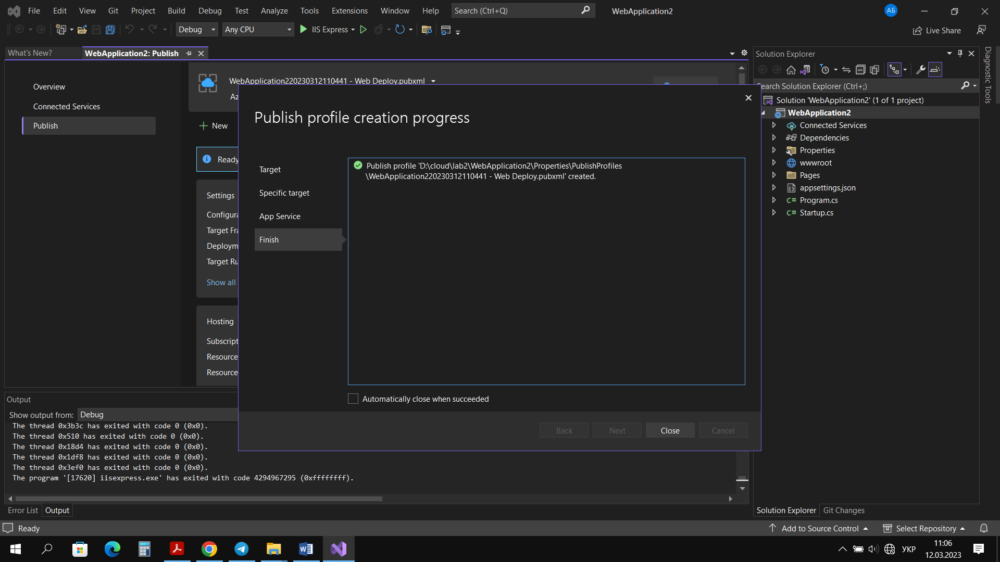 File Edit View Git Project Build Debug Test Analyze Tools Extensions Window Help Search (Ctrl+Q) WebApplication2 АБ
Debug Any CPU IIS Express Live Share
What's New? WebApplication2: Publish
Overview
Connected Services
Publish
WebApplication220230312110441 - Web Deploy.pubxml
Az
New
Ready
Settings
Configura
Target Fra
Deploym
Target Ru
Show all
Hosting
Subscript
Resource
Resource
Publish profile creation progress
Target
Specific target
App Service
Finish
Publish profile 'D:\cloud\lab2\WebApplication2\Properties\PublishProfiles
\WebApplication220230312110441 - Web Deploy.pubxml' created.
Automatically close when succeeded
Back Next Close Cancel
Solution Explorer
Search Solution Explorer (Ctrl+;)
Solution 'WebApplication2' (1 of 1 project)
WebApplication2
Connected Services
Dependencies
Properties
wwwroot
Pages
appsettings.json
C# Program.cs
C# Startup.cs
Diagnostic Tools
Output
Show output from: Debug
The thread 0x3b3c has exited with code 0 (0x0).
The thread 0x510 has exited with code 0 (0x0).
The thread 0x18d4 has exited with code 0 (0x0).
The thread 0x1df8 has exited with code 0 (0x0).
The thread 0x3ef0 has exited with code 0 (0x0).
The program '[17620] iisexpress.exe' has exited with code 4294967295 (0xffffffff).
Error List Output
Solution Explorer Git Changes
Ready Add to Source Control Select Repository
УКР
11:06
12.03.2023